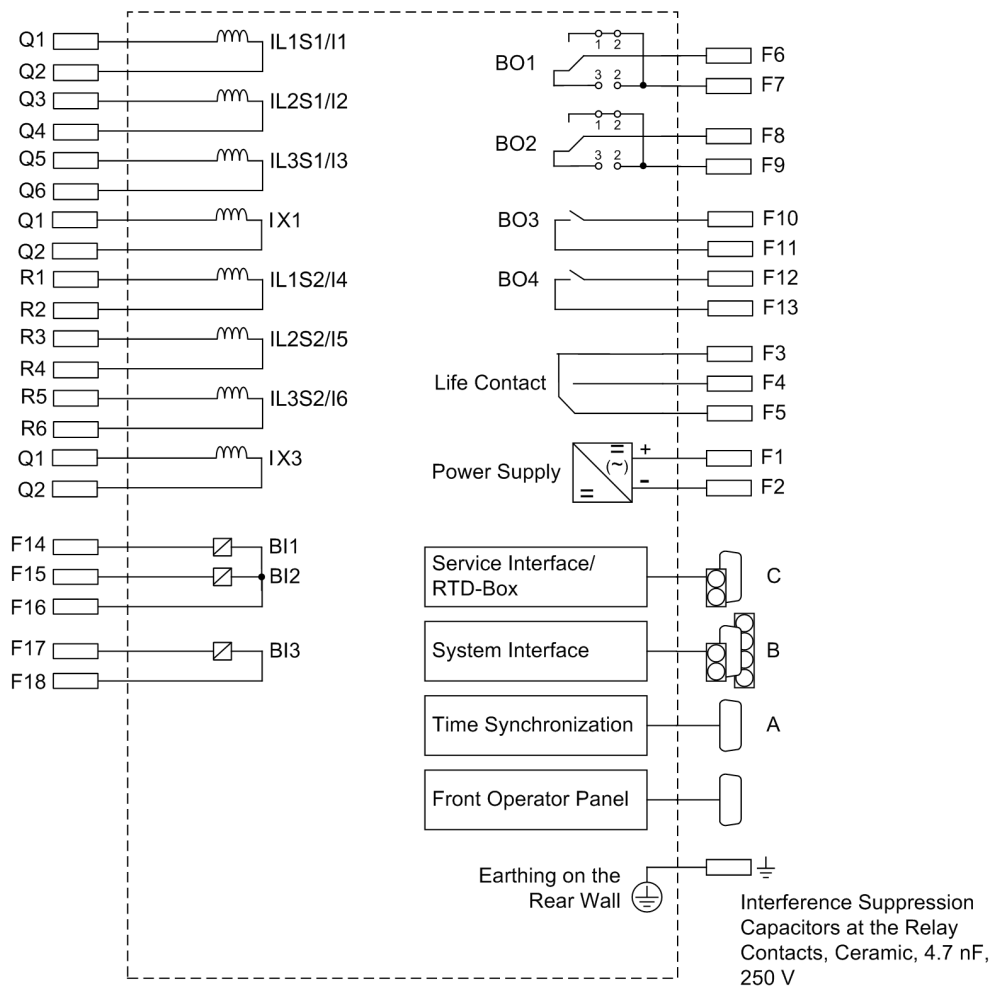 Q1 IL1S1/I1
Q2
Q3 IL2S1/I2
Q4
Q5 IL3S1/I3
Q6
Q1 IX1
Q2
R1 IL1S2/I4
R2
R3 IL2S2/I5
R4
R5 IL3S2/I6
R6
Q1 IX3
Q2
F14 BI1
F15 BI2
F16
F17 BI3
F18
1 2
BO1 F6
3 2
F7
1 2
BO2 F8
3 2
F9
BO3 F10
F11
BO4 F12
F13
F3
Life Contact F4
F5
Power Supply = (~) = + F1
- F2
Service Interface/
RTD-Box
C
System Interface B
Time Synchronization A
Front Operator Panel
Earthing on the
Rear Wall
Interference Suppression
Capacitors at the Relay
Contacts, Ceramic, 4.7 nF,
250 V